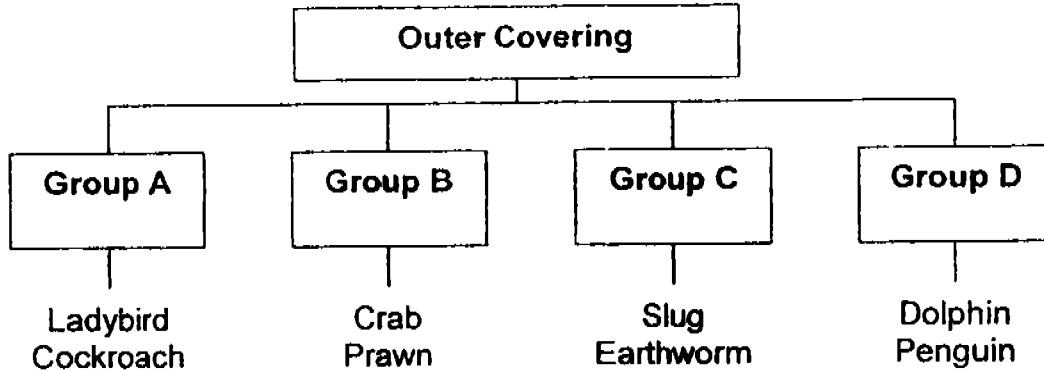 Outer Covering
Group A
Group B
Group C
Group D
Ladybird
Cockroach
Crab
Prawn
Slug
Earthworm
Dolphin
Penguin